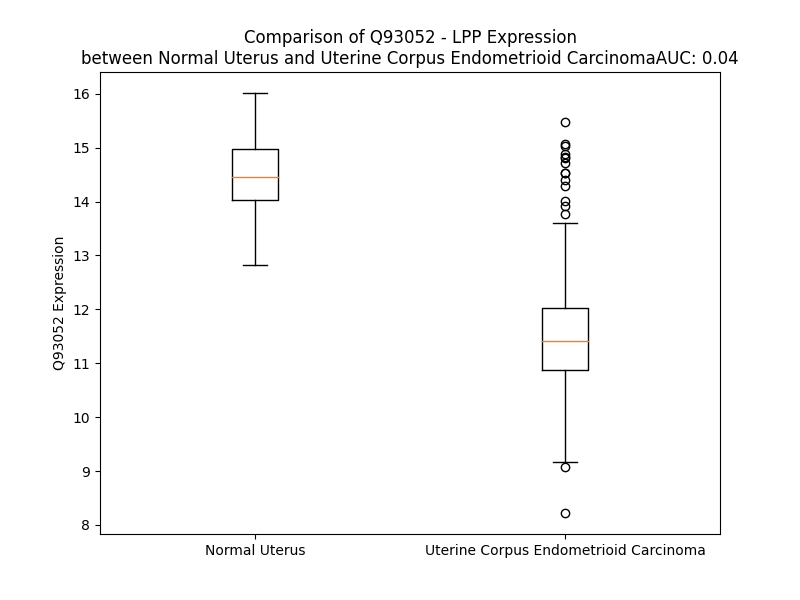 Comparison of Q93052 - LPP Expression
between Normal Uterus and Uterine Corpus Endometrioid CarcinomaAUC: 0.04
16
15
14
13
12
11
10
9
8
Q93052 Expression
Normal Uterus
Uterine Corpus Endometrioid Carcinoma